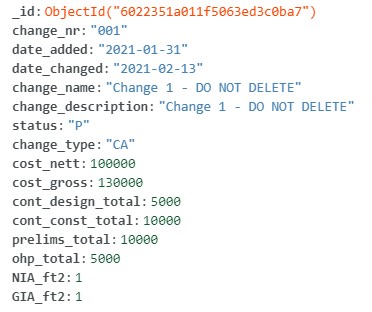 _id: ObjectId("6022351a011f5063ed3c0ba7")
change_nr: "001"
date_added: "2021-01-31"
date_changed: "2021-02-13"
change_name: "Change 1 - DO NOT DELETE"
change_description: "Change 1 - DO NOT DELETE"
status: "P"
change_type: "CA"
cost_nett: 100000
cost_gross: 130000
cont_design_total: 5000
cont_const_total: 10000
prelims_total: 10000
ohp_total: 5000
NIA_ft2: 1
GIA_ft2: 1